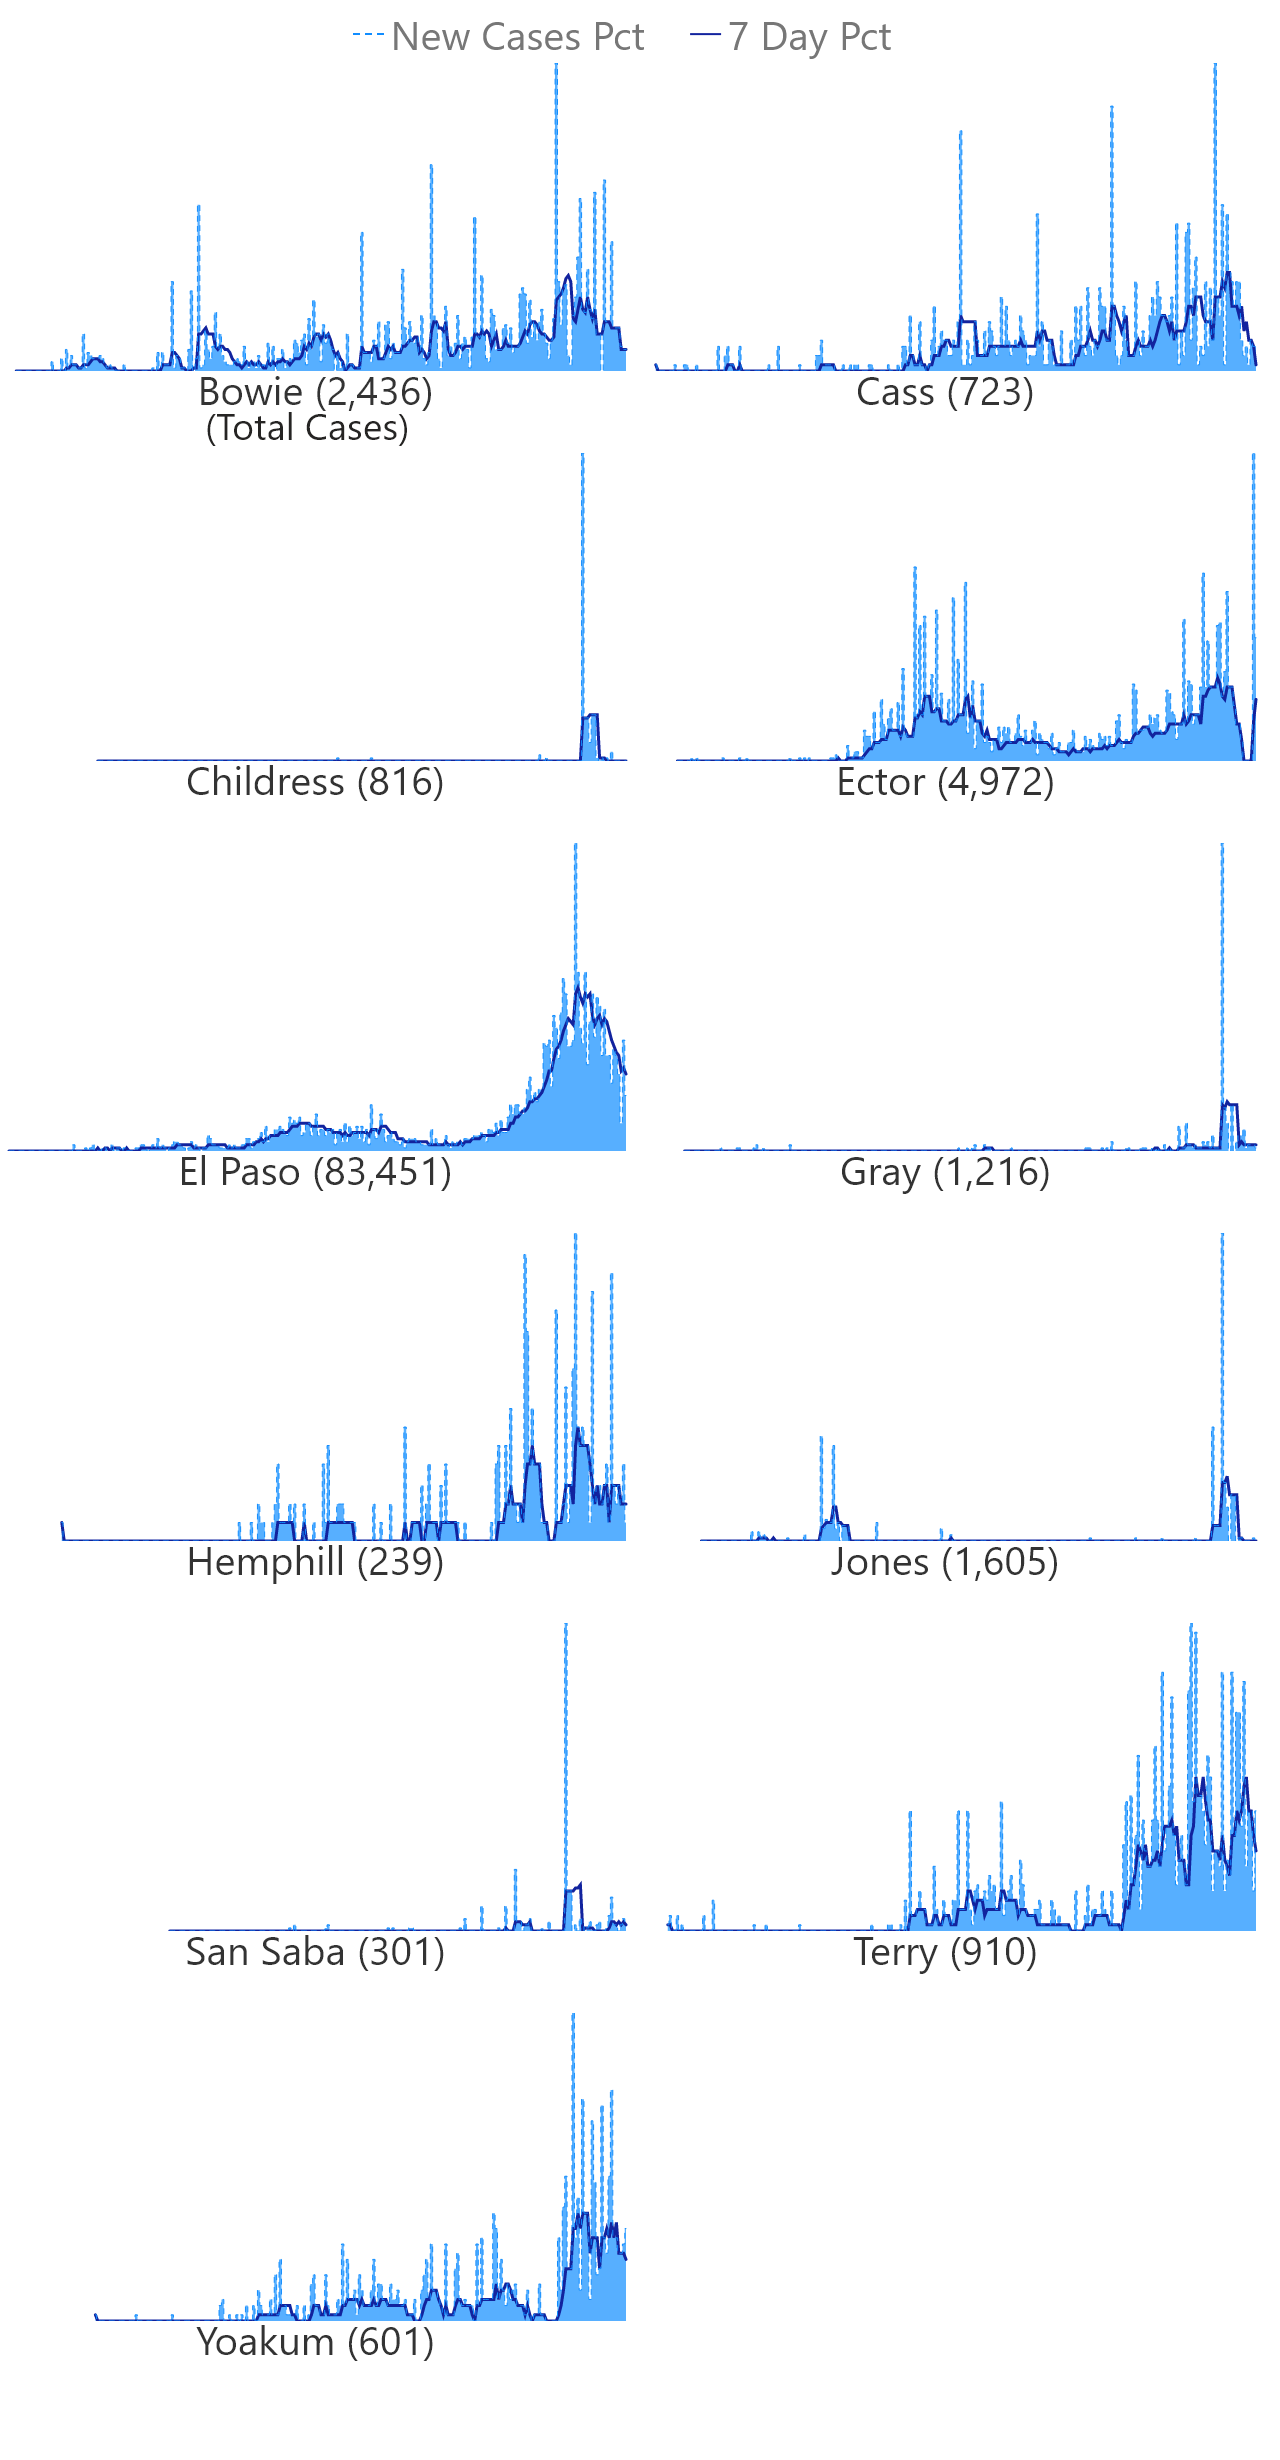 New Cases Pct 7 Day Pct
Bowie (2,436)
(Total Cases)
Cass (723)
Childress (816)
Ector (4,972)
El Paso (83,451)
Gray (1,216)
Hemphill (239)
Jones (1,605)
San Saba (301)
Terry (910)
Yoakum (601)